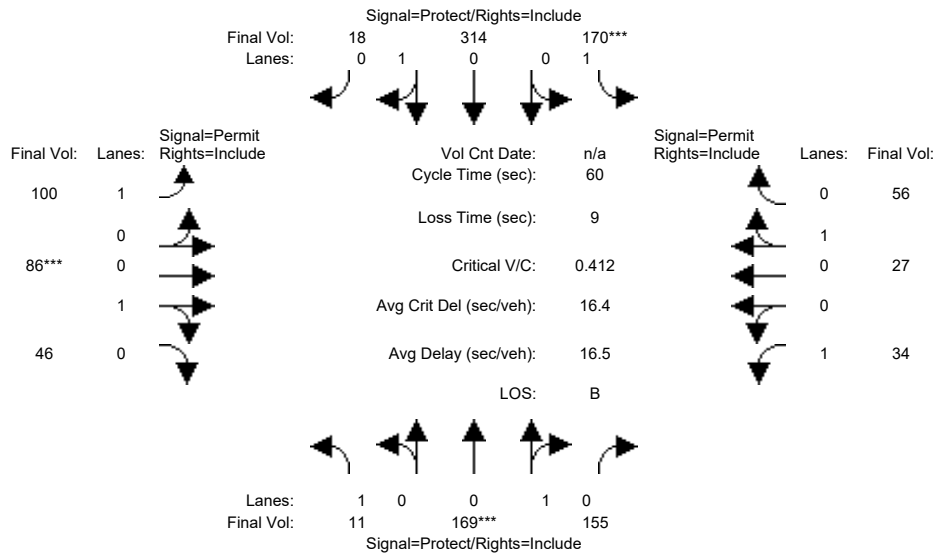 Signal=Protect/Rights=Include
Final Vol: 18 314 170***
Lanes: 0 1 0 0 1
Signal=Permit
Final Vol: Lanes: Rights=Include
Vol Cnt Date: n/a
Signal=Permit
Rights=Include Lanes: Final Vol:
Cycle Time (sec): 60
100 1
0 56
Loss Time (sec): 9
0
1
86*** 0
Critical V/C: 0.412
0 27
1
Avg Crit Del (sec/veh): 16.4
0
46 0
Avg Delay (sec/veh): 16.5
1 34
LOS: B
Lanes: 1 0 0 1 0
Final Vol: 11 169*** 155
Signal=Protect/Rights=Include